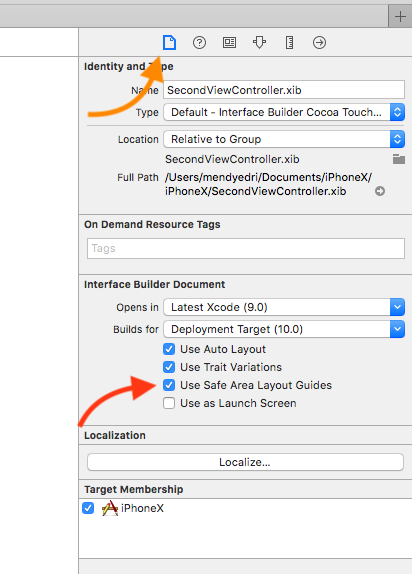 Identity and Type
Name SecondViewController.xib
Type Default - Interface Builder Cocoa Touch...
Location Relative to Group
SecondViewController.xib
Full Path /Users/mendyedri/Documents/iPhoneX/
iPhoneX/SecondViewController.xib
On Demand Resource Tags
Tags
Interface Builder Document
Opens in Latest Xcode (9.0)
Builds for Deployment Target (10.0)
Use Auto Layout
Use Trait Variations
Use Safe Area Layout Guides
Use as Launch Screen
Localization
Localize...
Target Membership
iPhoneX